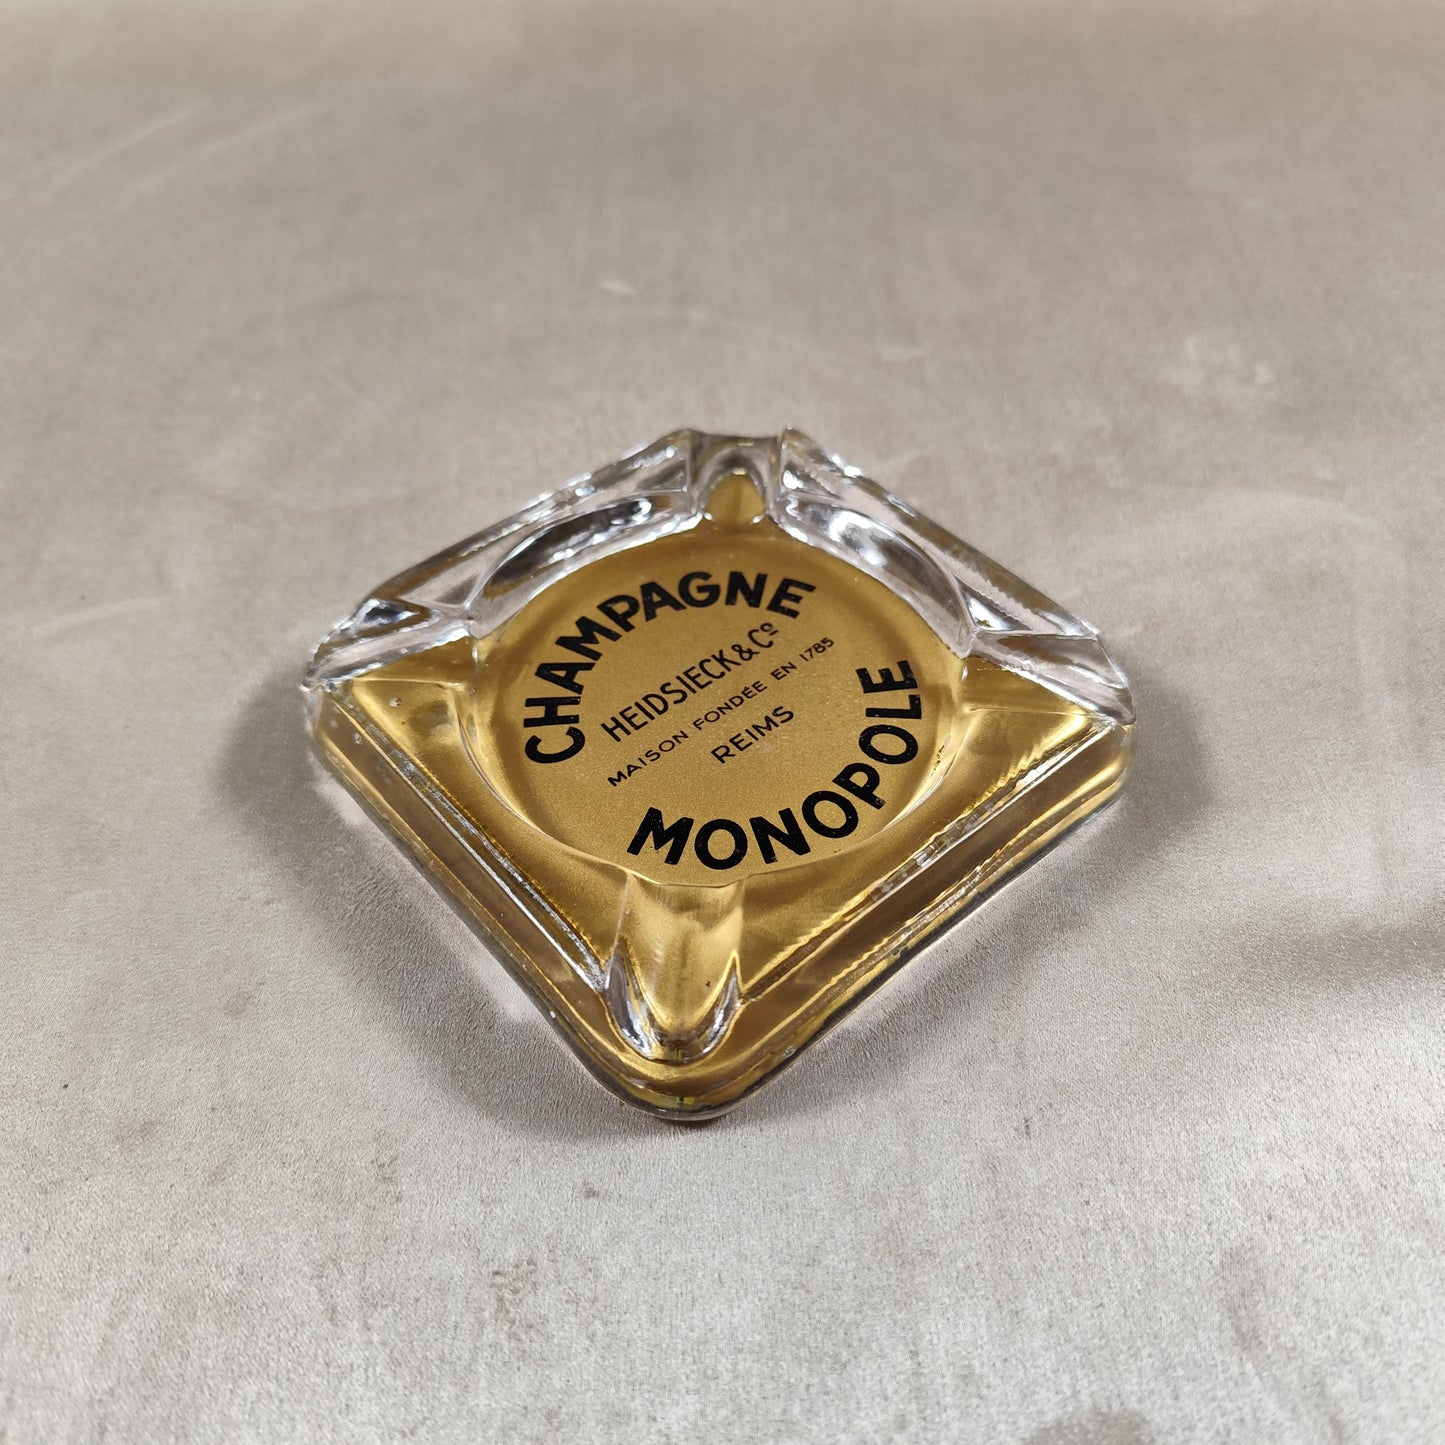 CHAMPAGNE
HEIDSIECK & Cº
MAISON FONDÉE EN 1785
REIMS
MONOPOLE